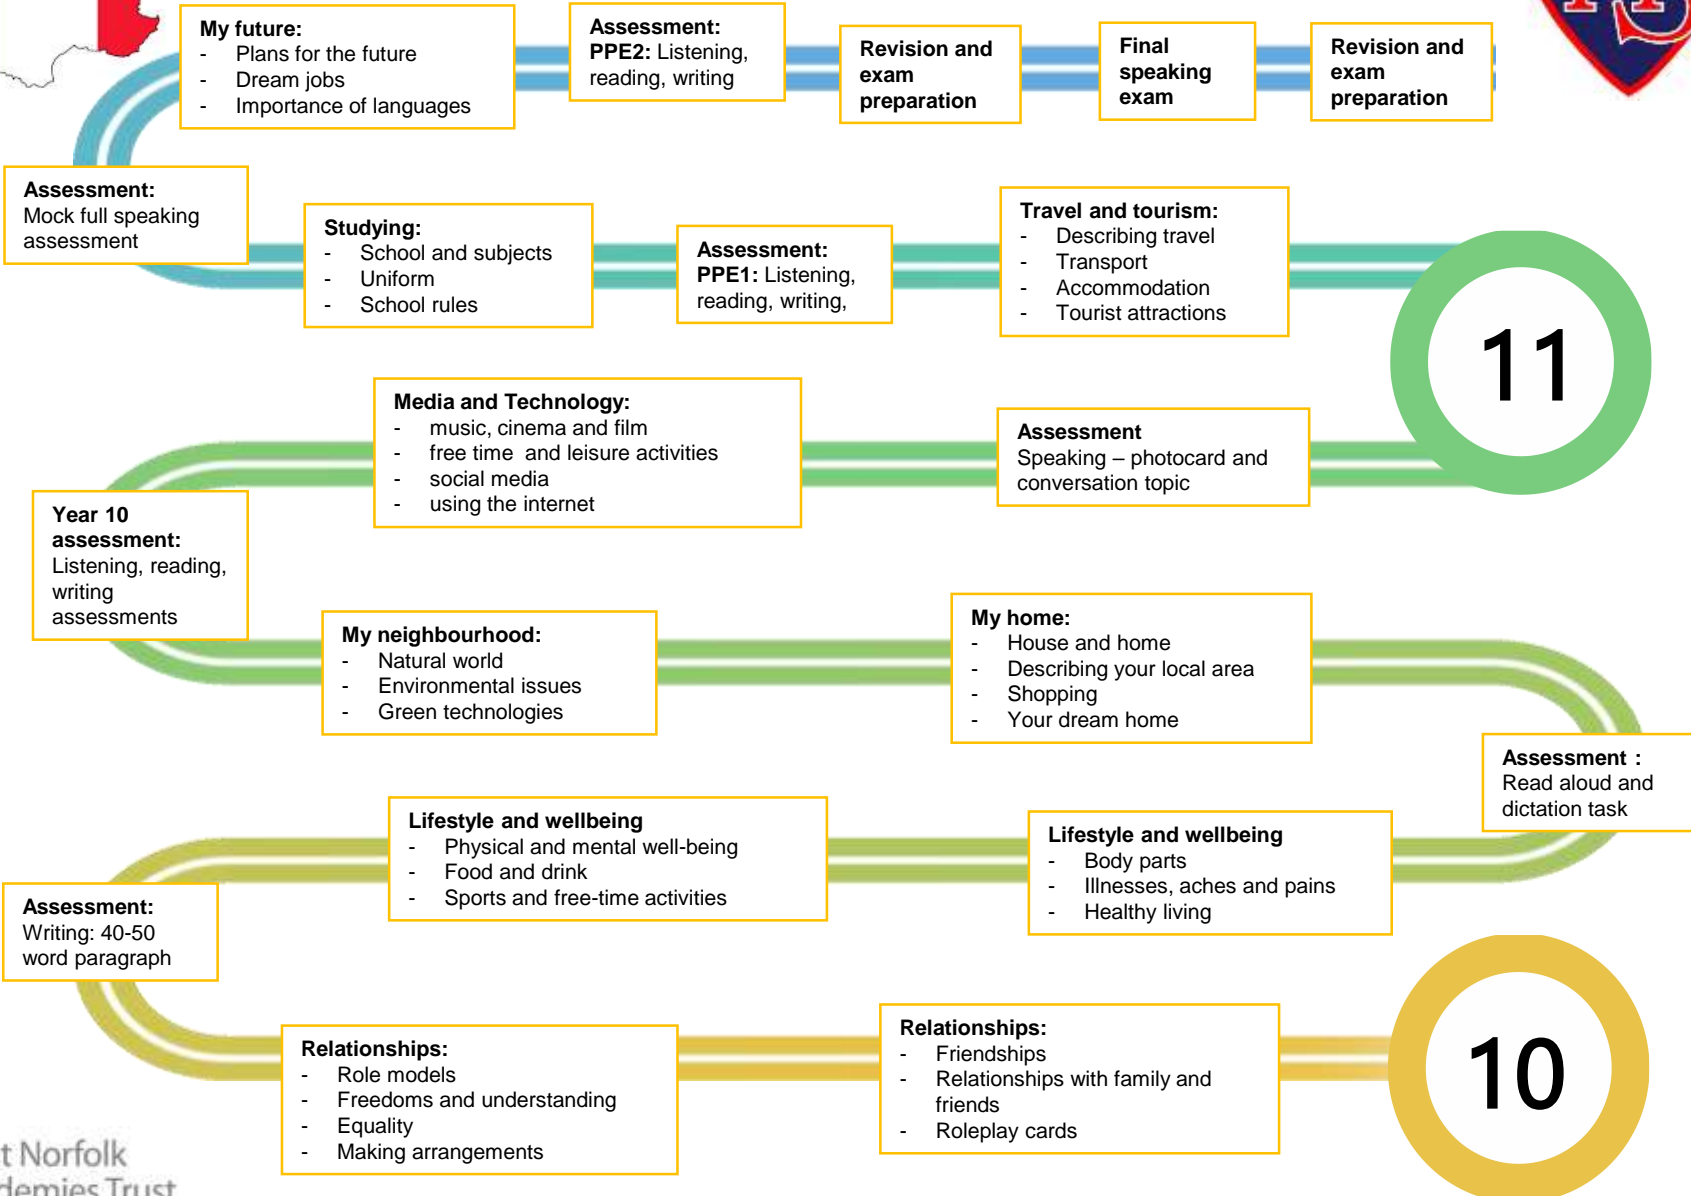 My future:
- Plans for the future
- Dream jobs
- Importance of languages
Assessment:
PPE2: Listening,
reading, writing
Revision and
exam
preparation
Final
speaking
exam
Revision and
exam
preparation
Assessment:
Mock full speaking
assessment
Studying:
- School and subjects
- Uniform
- School rules
Assessment:
PPE1: Listening,
reading, writing,
Travel and tourism:
- Describing travel
- Transport
- Accommodation
- Tourist attractions
11
Media and Technology:
- music, cinema and film
- free time and leisure activities
- social media
- using the internet
Assessment
Speaking – photocard and
conversation topic
Year 10
assessment:
Listening, reading,
writing
assessments
My neighbourhood:
- Natural world
- Environmental issues
- Green technologies
My home:
- House and home
- Describing your local area
- Shopping
- Your dream home
Assessment :
Read aloud and
dictation task
Lifestyle and wellbeing
- Physical and mental well-being
- Food and drink
- Sports and free-time activities
Lifestyle and wellbeing
- Body parts
- Illnesses, aches and pains
- Healthy living
Assessment:
Writing: 40-50
word paragraph
Relationships:
- Role models
- Freedoms and understanding
- Equality
- Making arrangements
Relationships:
- Friendships
- Relationships with family and
friends
- Roleplay cards
10
t Norfolk
demies Trust